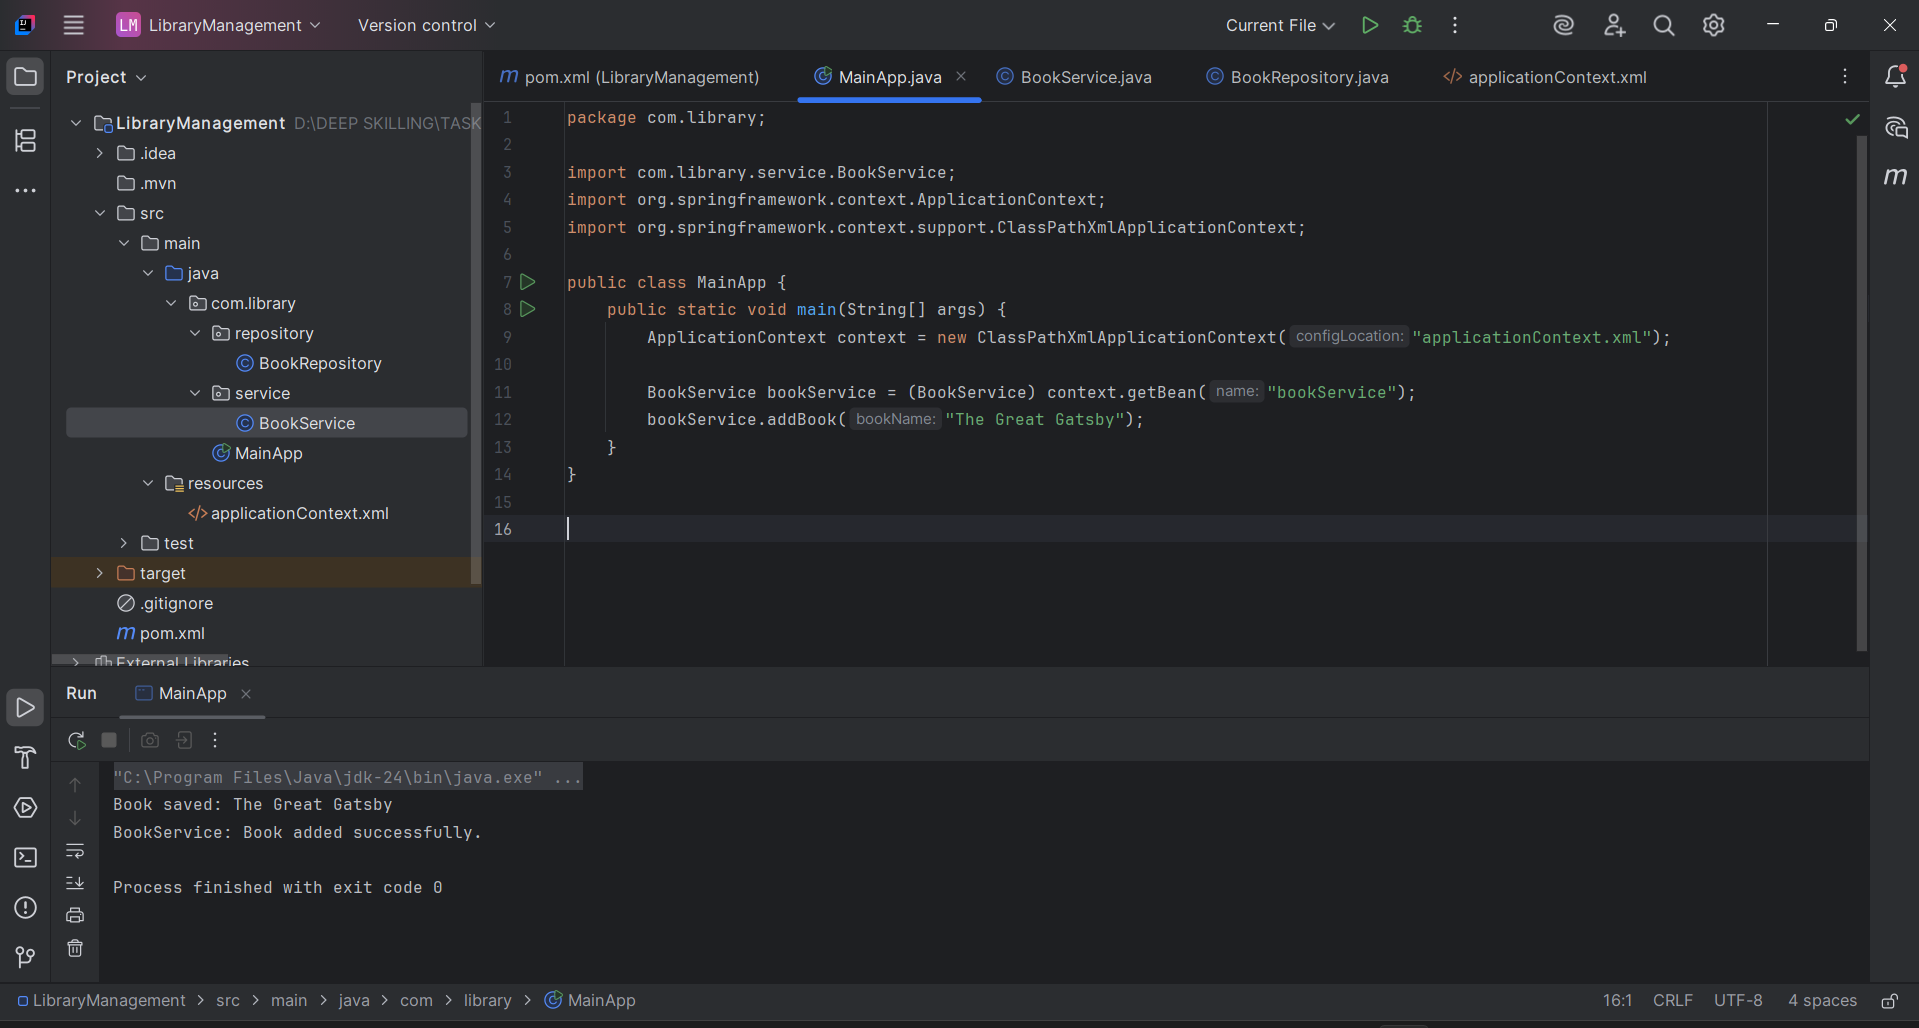 LM LibraryManagement Version control Current File
Project
LibraryManagement D:\DEEP SKILLING\TASK
.idea
.mvn
src
main
java
com.library
repository
BookRepository
service
BookService
MainApp
resources
applicationContext.xml
test
target
.gitignore
m pom.xml
External Libraries
m pom.xml (LibraryManagement) MainApp.java BookService.java BookRepository.java </> applicationContext.xml
1 package com.library;
2
3 import com.library.service.BookService;
4 import org.springframework.context.ApplicationContext;
5 import org.springframework.context.support.ClassPathXmlApplicationContext;
6
7 public class MainApp {
8 public static void main(String[] args) {
9 ApplicationContext context = new ClassPathXmlApplicationContext( configLocation: "applicationContext.xml");
10
11 BookService bookService = (BookService) context.getBean( name: "bookService");
12 bookService.addBook( bookName: "The Great Gatsby");
13 }
14 }
15
16
m
Run MainApp
"C:\Program Files\Java\jdk-24\bin\java.exe" ...
Book saved: The Great Gatsby
BookService: Book added successfully.
Process finished with exit code 0
LibraryManagement > src > main > java > com > library > MainApp 16:1 CRLF UTF-8 4 spaces